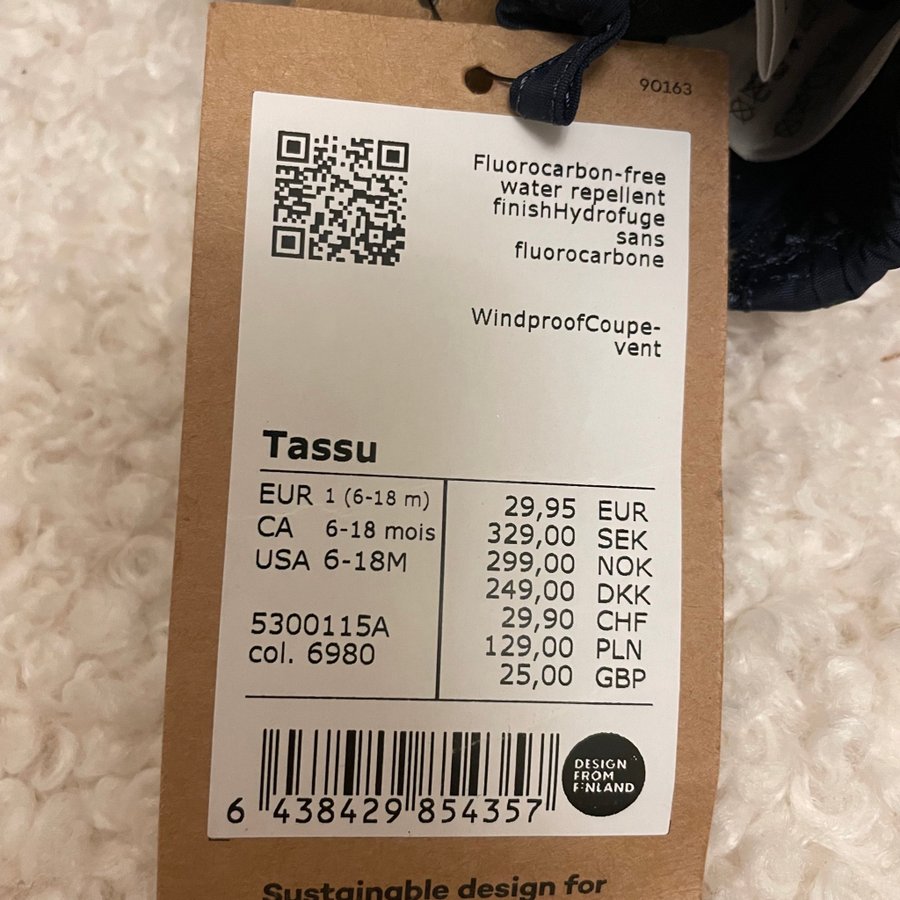 90163
Fluorocarbon-free
water repellent
finishHydrofuge
sans
fluorocarbone
WindproofCoupe-
vent
Tassu
EUR 1 (6-18 m)
CA 6-18 mois
USA 6-18M
5300115A
col. 6980
29,95 EUR
329,00 SEK
299,00 NOK
249,00 DKK
29,90 CHF
129,00 PLN
25,00 GBP
6 438429 854357
DESIGN
FROM
FINLAND
Sustainable design for